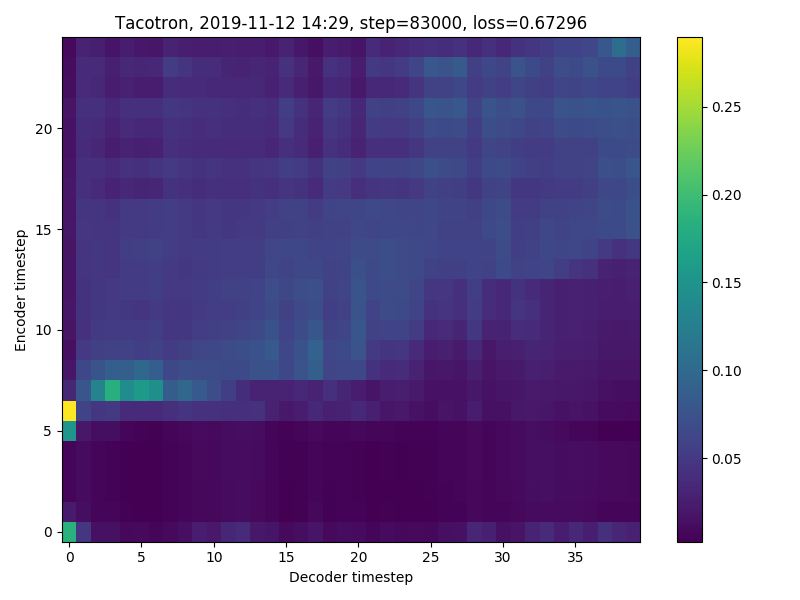 Tacotron, 2019-11-12 14:29, step=83000, loss=0.67296
Encoder timestep
20
15
10
5
0
0 5 10 15 20 25 30 35
Decoder timestep
0.25
0.20
0.15
0.10
0.05